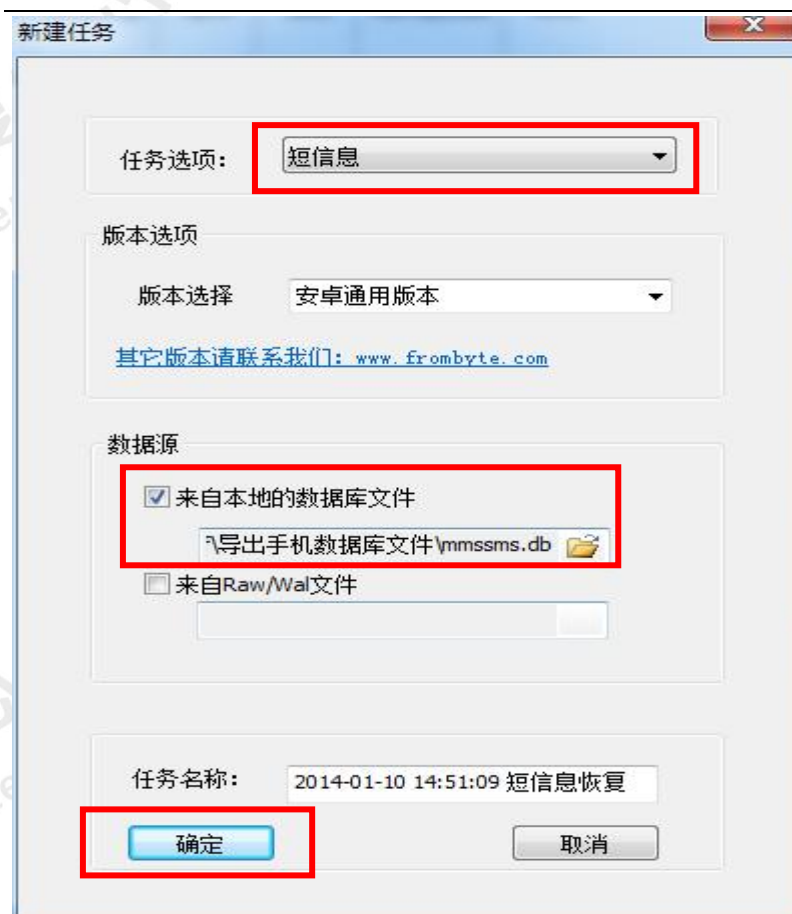 新建任务
任务选项：
短信息
版本选项
版本选择
安卓通用版本
其它版本请联系我们：www.frombyte.com
数据源
来自本地的数据库文件
\导出手机数据库文件\mmssms.db
来自Raw/Wal文件
任务名称：
2014-01-10 14:51:09 短信息恢复
确定
取消